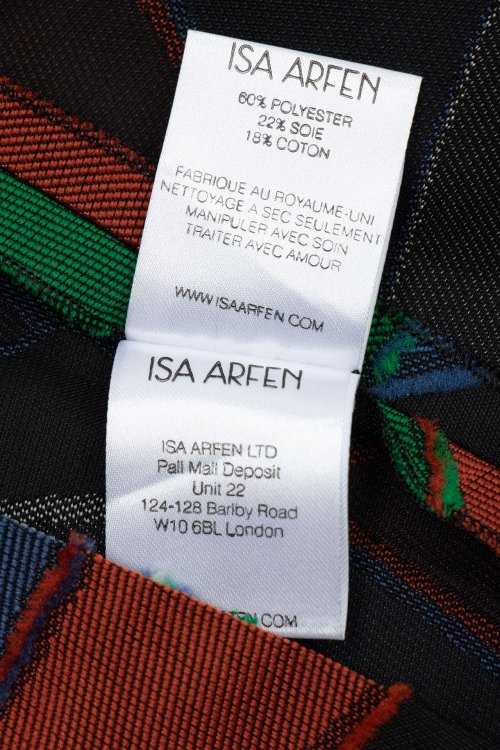 ISA ARFEN
60% POLYESTER
22% SOIE
18% COTON
FABRIQUE AU ROYAUME-UNI
NETTOYAGE A SEC SEULEMENT
MANIPULER AVEC SOIN
TRAITER AVEC AMOUR
WWW.ISAARFEN.COM
ISA ARFEN
ISA ARFEN LTD
Pall Mall Deposit
Unit 22
124-128 Barlby Road
W10 6BL London
ARFEN.COM